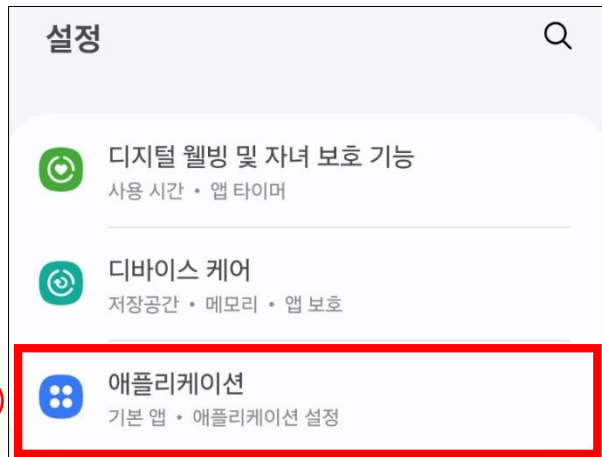 설정
디지털 웰빙 및 자녀 보호 기능
사용 시간 • 앱 타이머
디바이스 케어
저장공간 • 메모리 • 앱 보호
애플리케이션
기본 앱 • 애플리케이션 설정